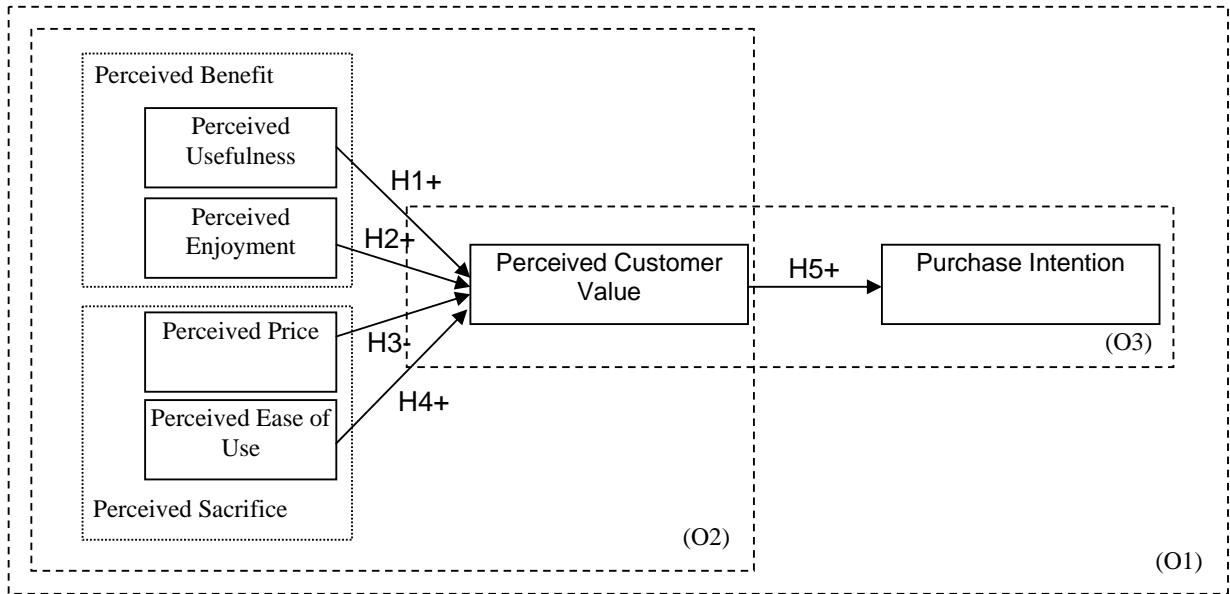 Perceived Benefit
Perceived
Usefulness
H1+
Perceived
Enjoyment
H2+
Perceived Customer
Value
H5+
Purchase Intention
Perceived Price
H3-
(O3)
H4+
Perceived Ease of
Use
Perceived Sacrifice
(O2)
(O1)